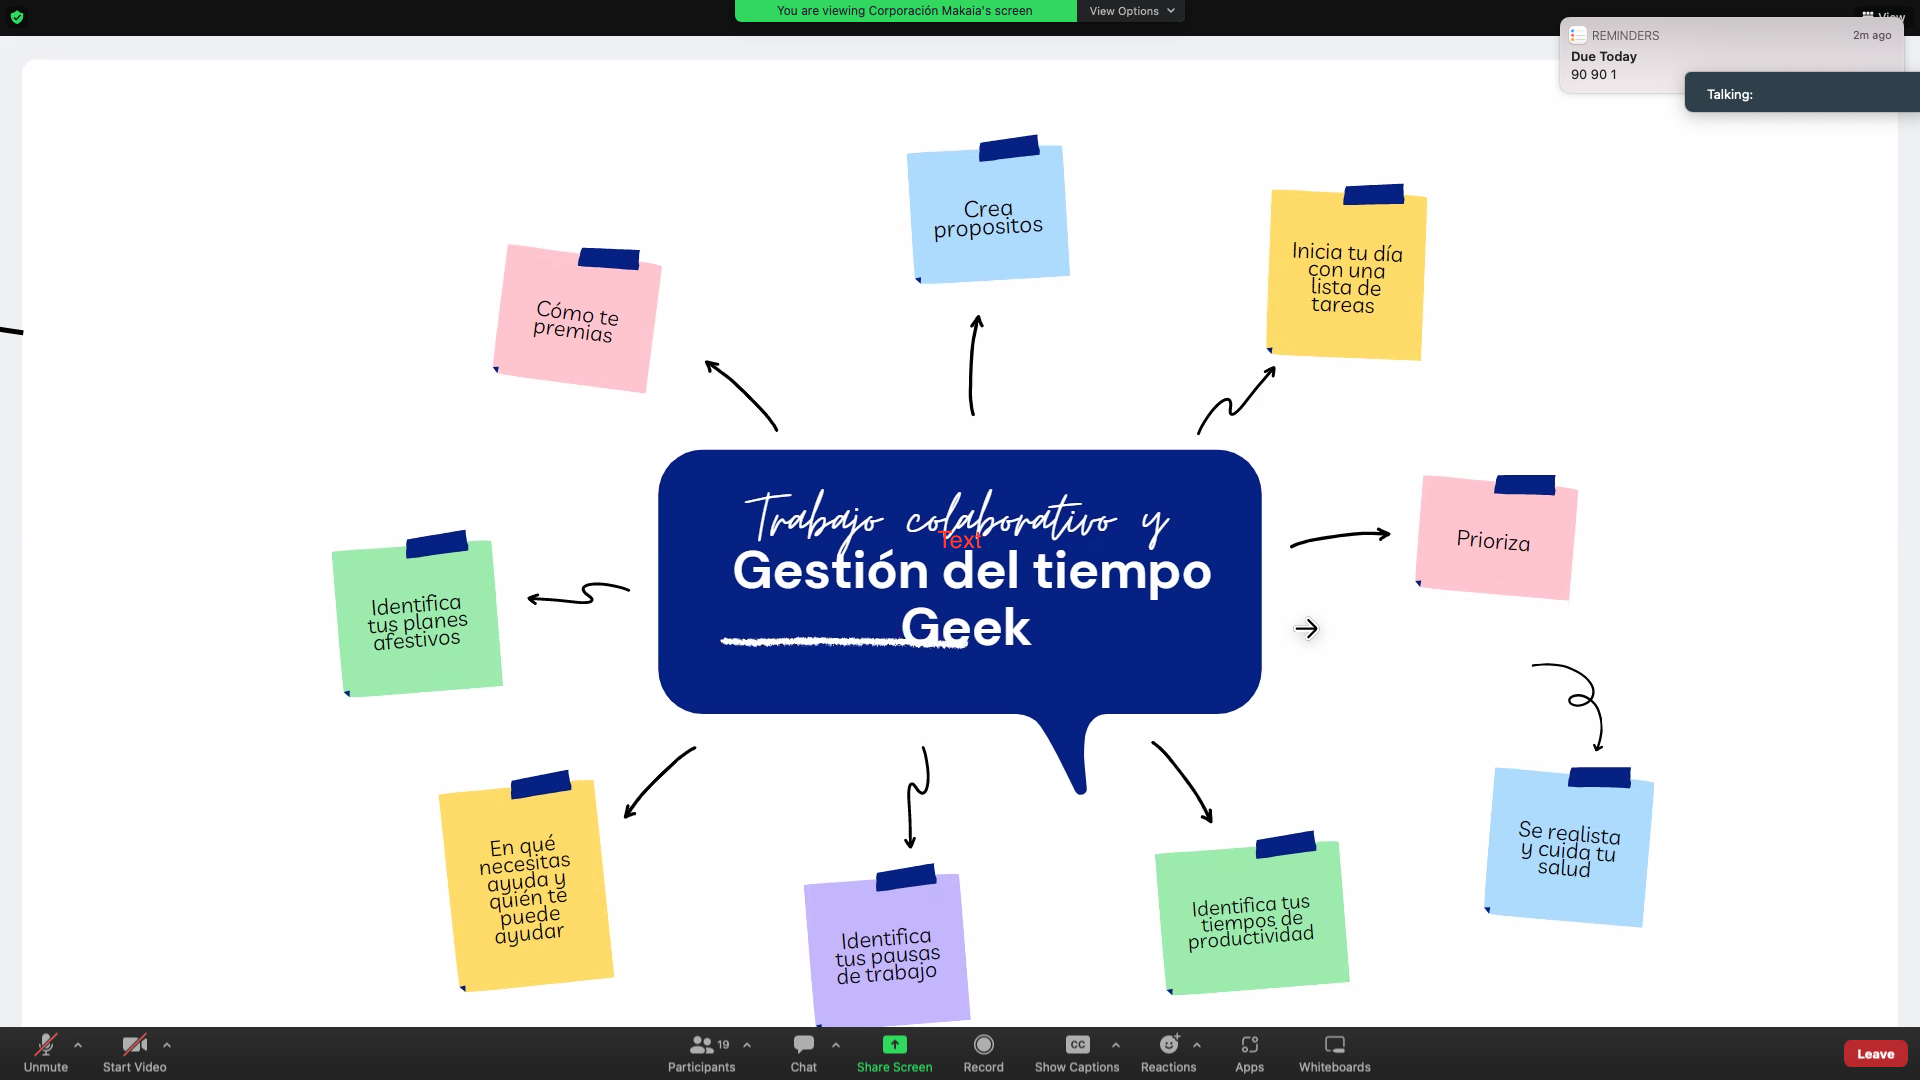 You are viewing Corporación Makaia's screen
View Options
View
REMINDERS
2m ago
Due Today
90 90 1
Talking:
Crea
propositos
Inicia tu día
con una
lista de
tareas
Cómo te
premias
Trabajo colaborativo y
Text
Gestión del tiempo
Geek
Prioriza
Identifica
tus planes
afestivos
Se realista
y cuida tu
salud
En qué
necesitas
ayuda y
quién te
puede
ayudar
Identifica
tus pausas
de trabajo
Identifica tus
tiempos de
productividad
Unmute
Start Video
19
Participants
Chat
Share Screen
Record
CC
Show Captions
Reactions
Apps
Whiteboards
Leave